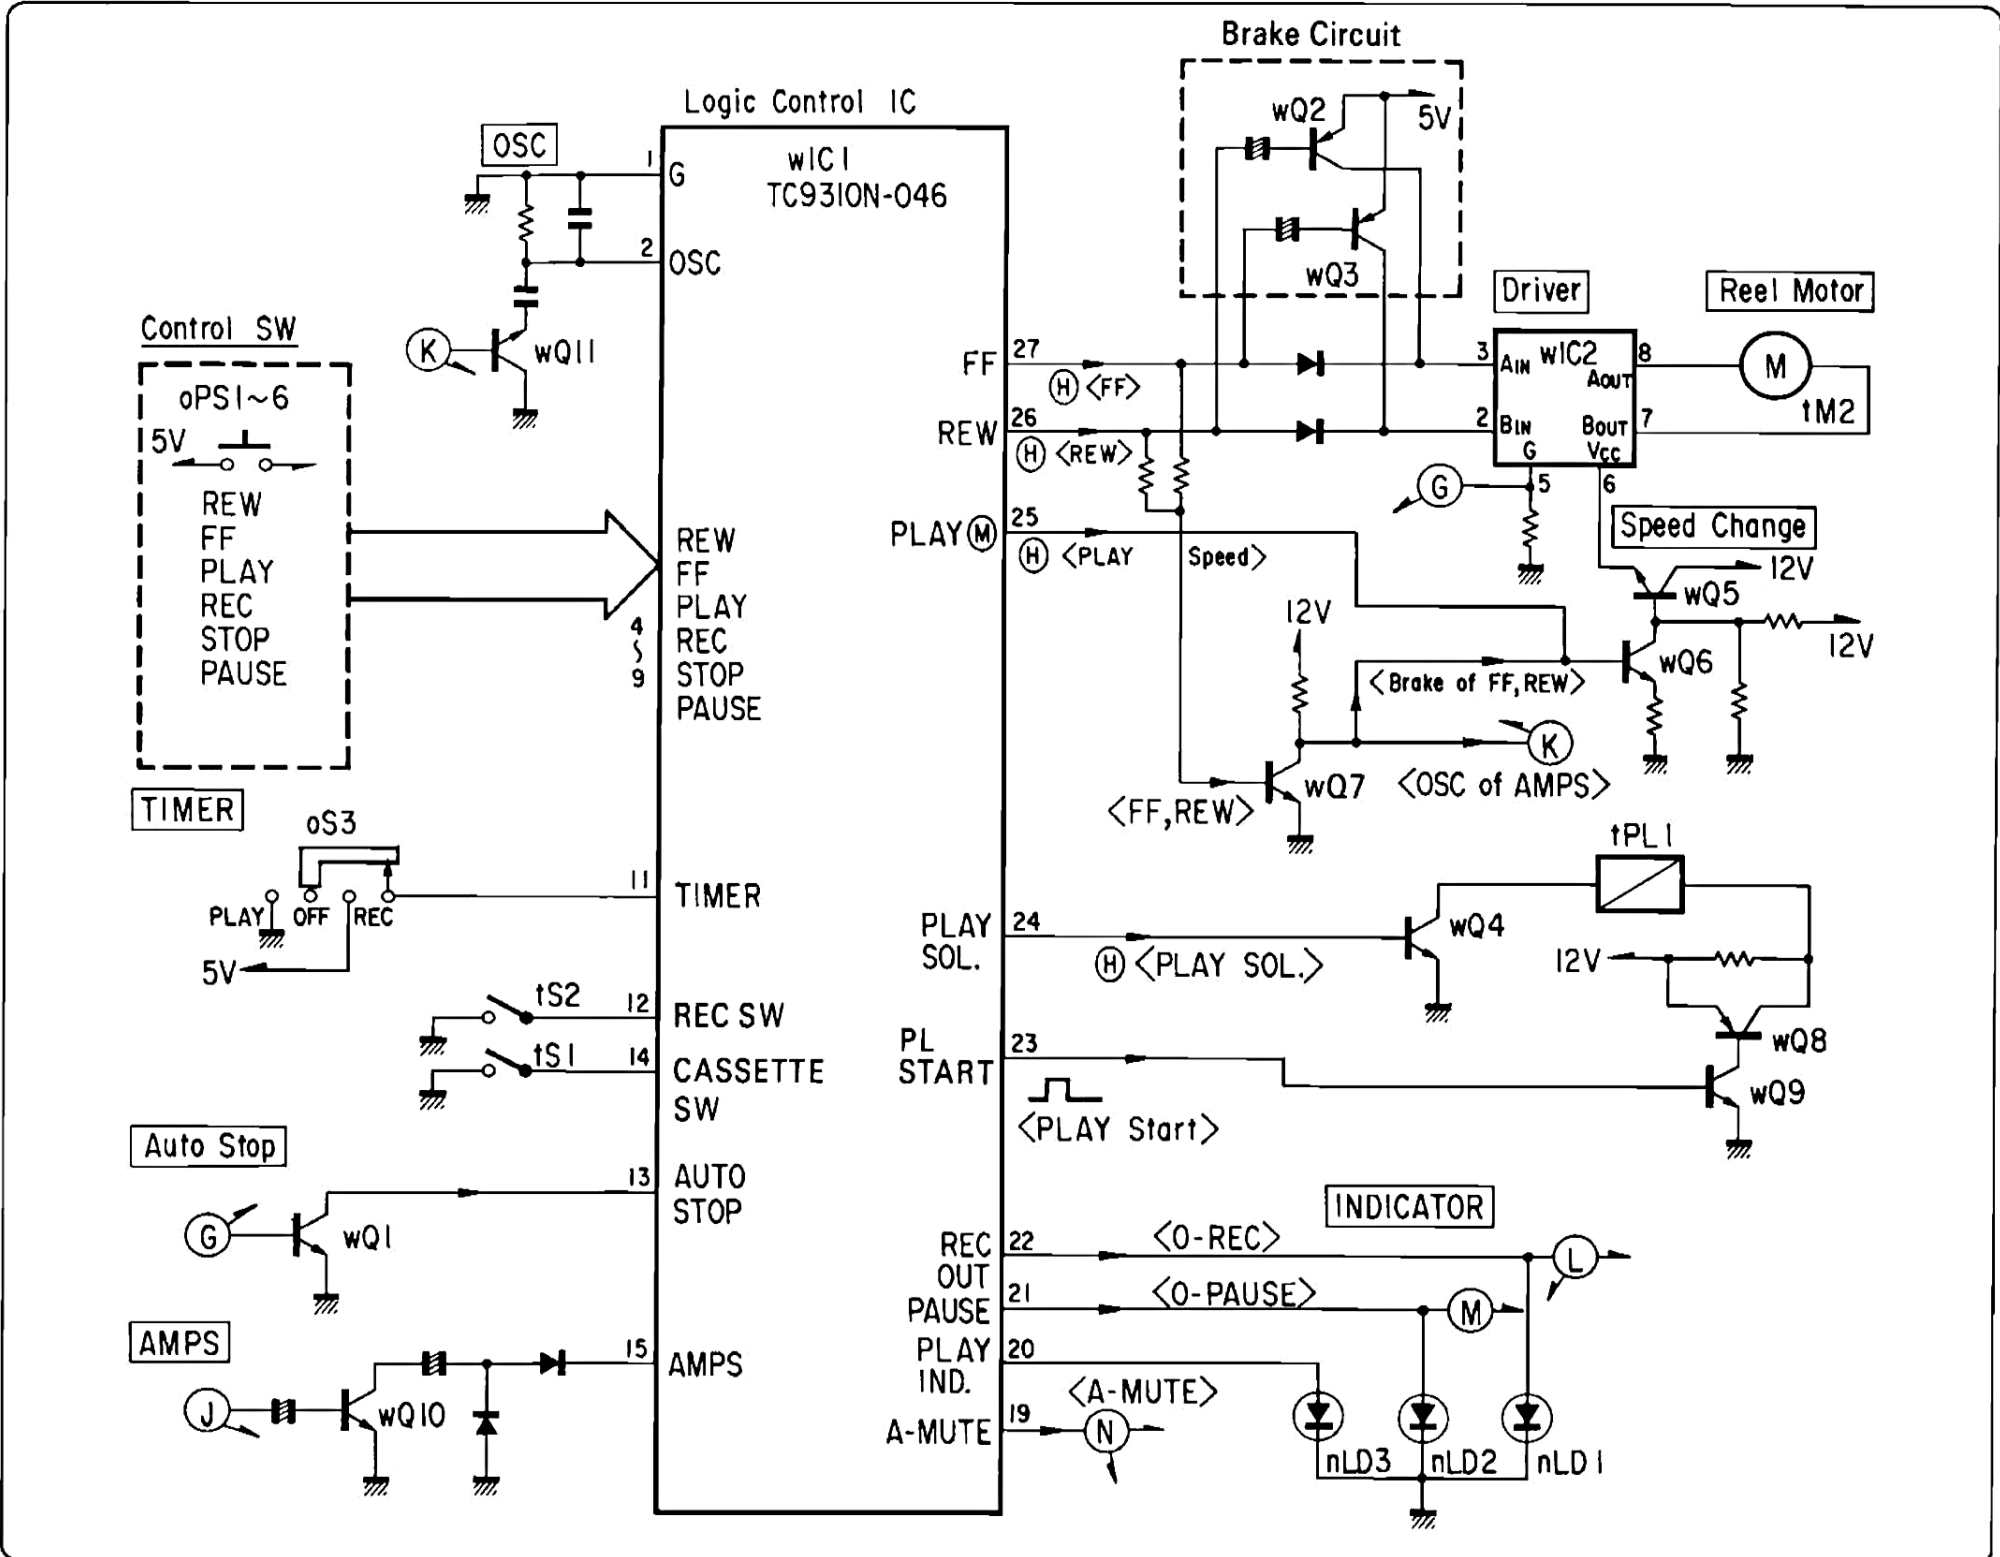 Brake Circuit
Logic Control IC
wQ2
5V
OSC
1
G
wIC1
TC9310N-046
2
OSC
wQ3
Driver
Reel Motor
Control SW
K
wQ11
FF
27
H <FF>
3
AIN
wIC2
8
AOUT
M
oPS1~6
5V
REW
26
H <REW>
2
BIN
BOUT
7
tM2
G
VCC
G
5
6
REW
FF
PLAY
REC
STOP
PAUSE
REW
FF
PLAY
REC
STOP
PAUSE
4
~
9
PLAY M
25
H <PLAY Speed>
Speed Change
12V
wQ5
12V
12V
wQ6
<Brake of FF,REW>
K
wQ7
<OSC of AMPS>
<FF,REW>
TIMER
oS3
PLAY
OFF
REC
5V
11
TIMER
tPL1
PLAY
SOL.
24
H <PLAY SOL.>
wQ4
12V
tS2
12
REC SW
tS1
14
CASSETTE
SW
PL
START
23
<PLAY Start>
wQ8
wQ9
Auto Stop
G
wQ1
13
AUTO
STOP
INDICATOR
REC
OUT
22
<O-REC>
L
PAUSE
21
<O-PAUSE>
M
AMPS
J
wQ10
15
AMPS
PLAY
IND.
20
<A-MUTE>
A-MUTE
19
N
nLD3
nLD2
nLD1